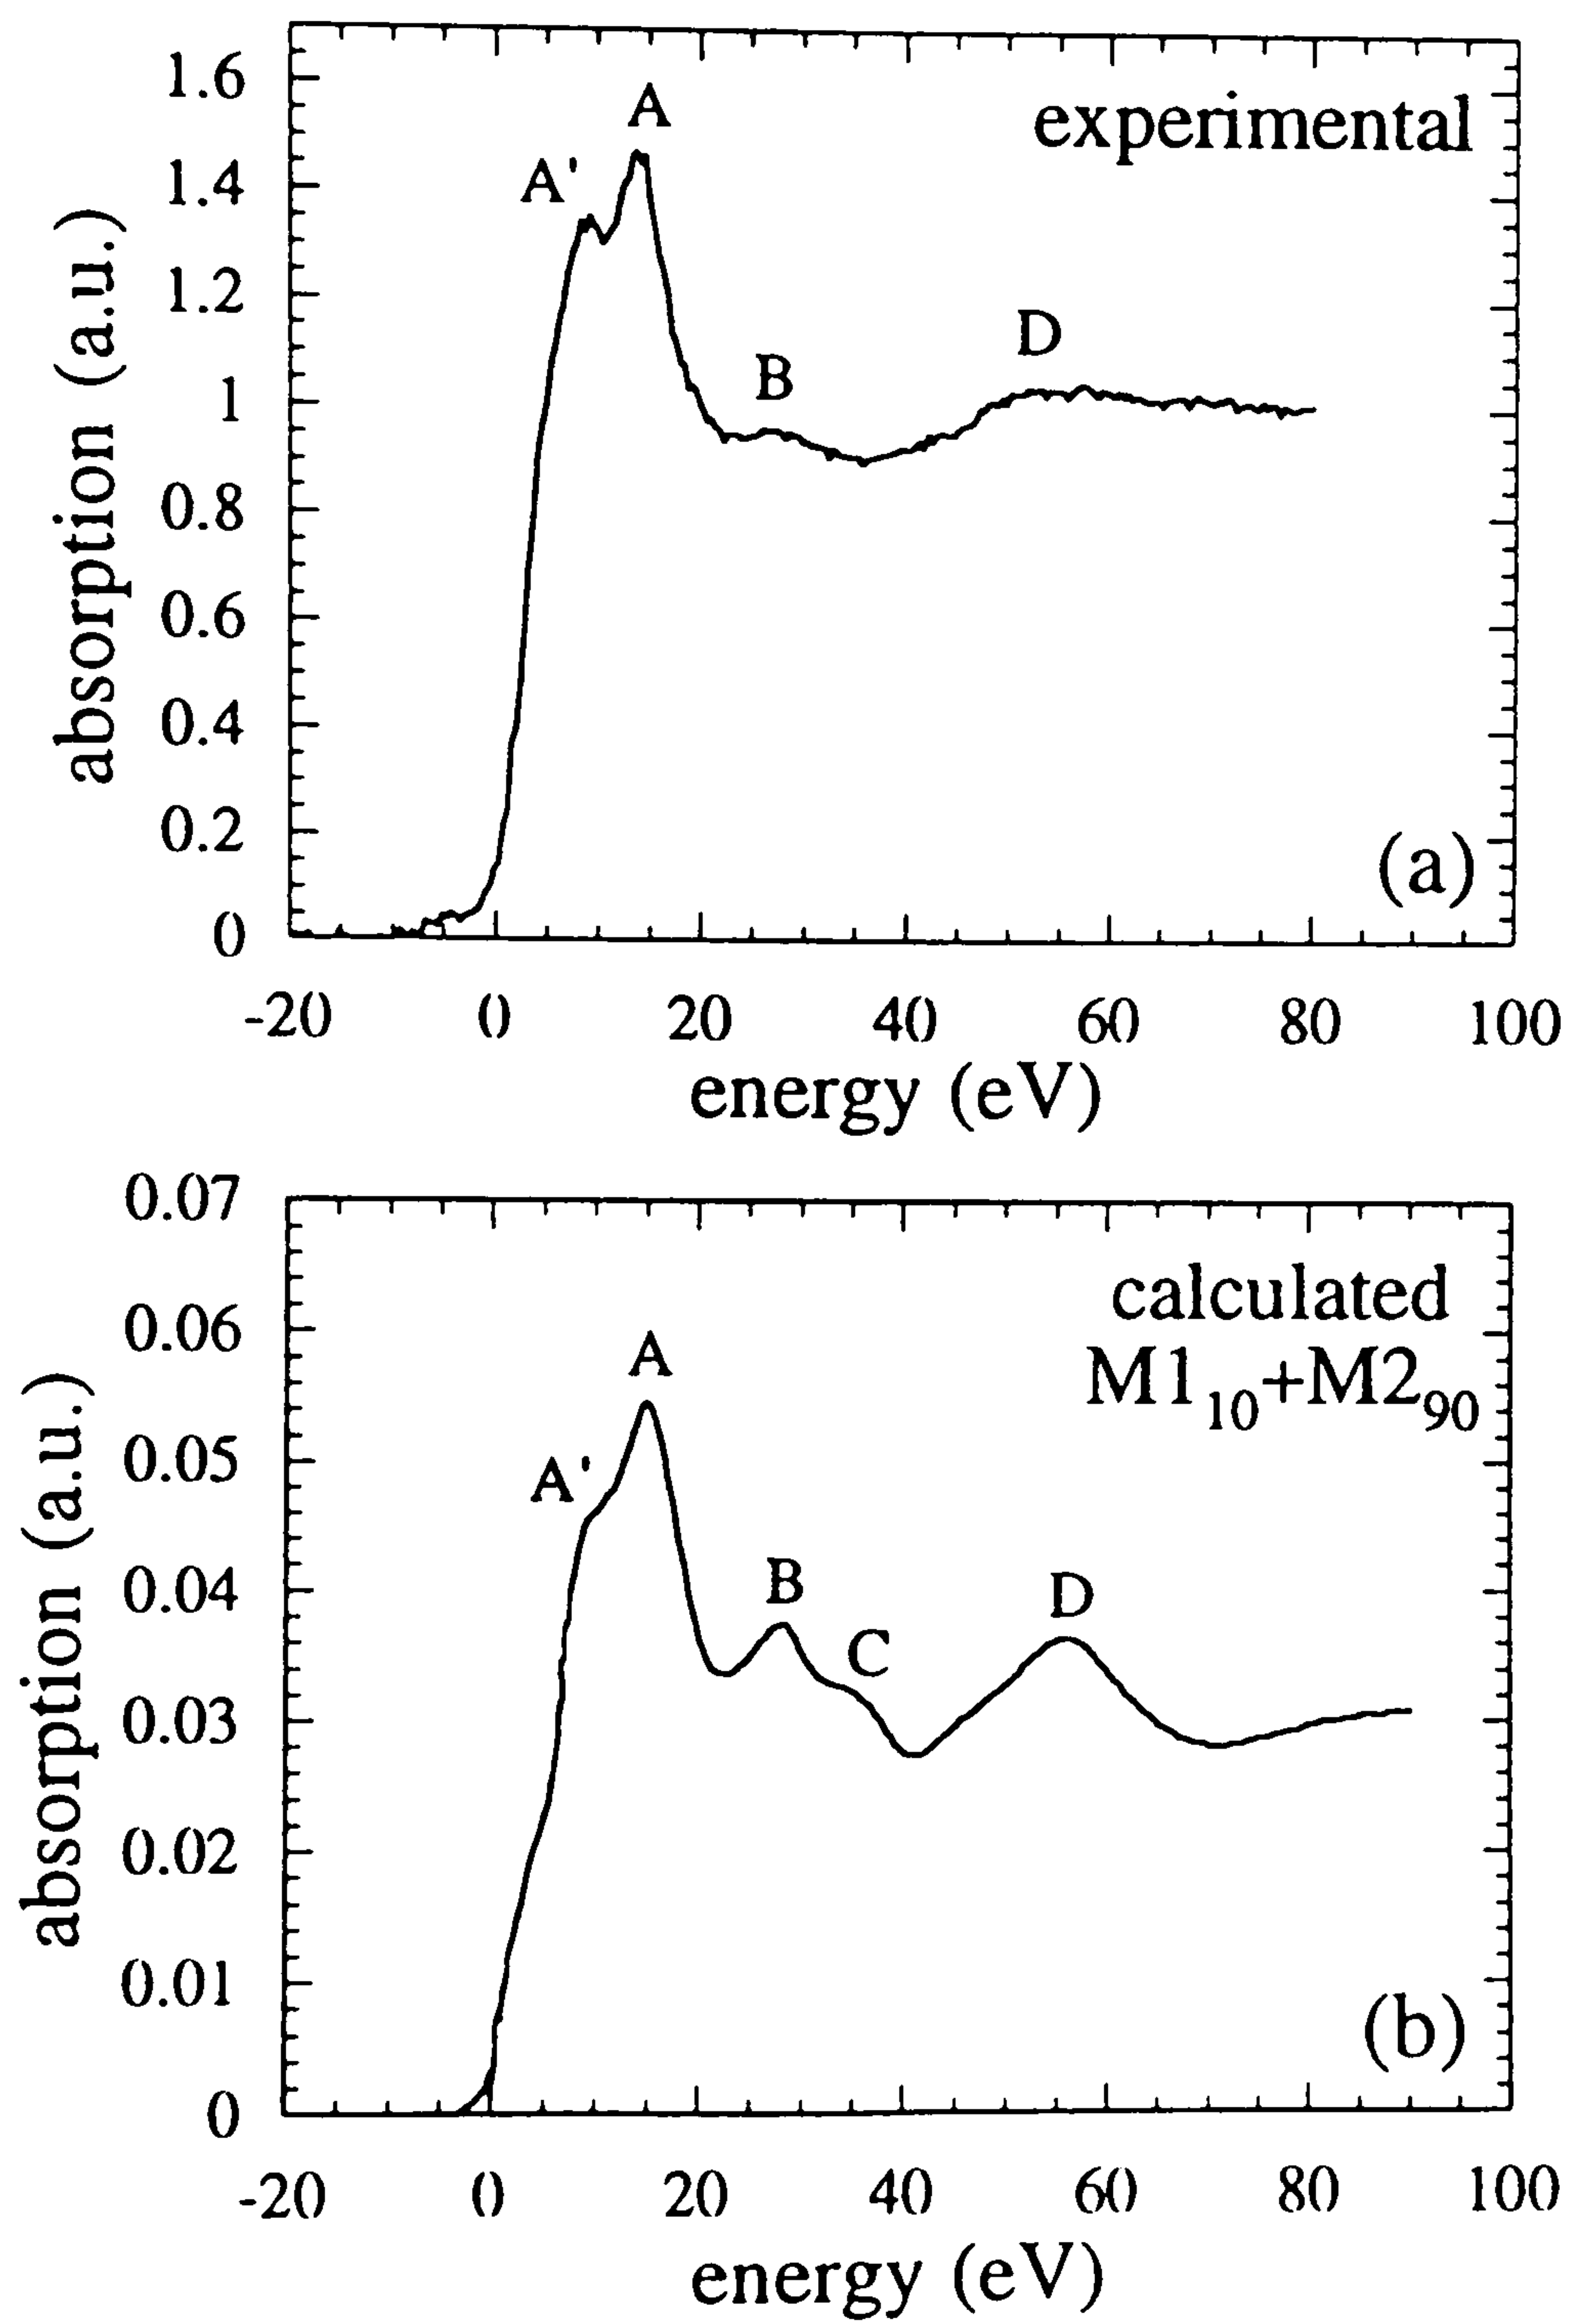 1.6
A
experimental
A'
1.4
1.2
D
B
1
0.8
0.6
0.4
0.2
(a)
0
absorption (a.u.)
-20 0 20 40 60 80 100
energy (eV)
0.07
calculated
0.06
A
M1₁₀+M2₉₀
0.05
A'
B
0.04
D
C
0.03
0.02
0.01
(b)
0
absorption (a.u.)
-20 0 20 40 60 80 100
energy (eV)